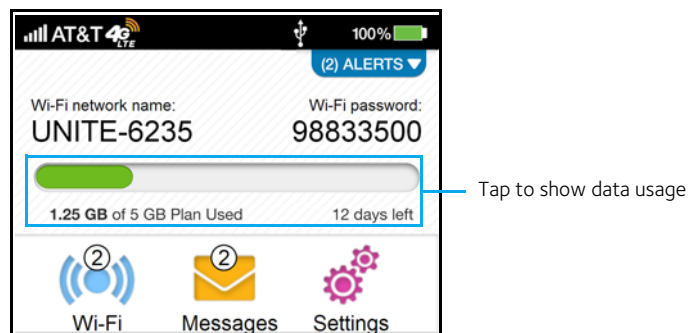 AT&T 4G LTE 100%
(2) ALERTS
Wi-Fi network name: Wi-Fi password:
UNITE-6235 98833500
Tap to show data usage
1.25 GB of 5 GB Plan Used 12 days left
2 2
Wi-Fi Messages Settings